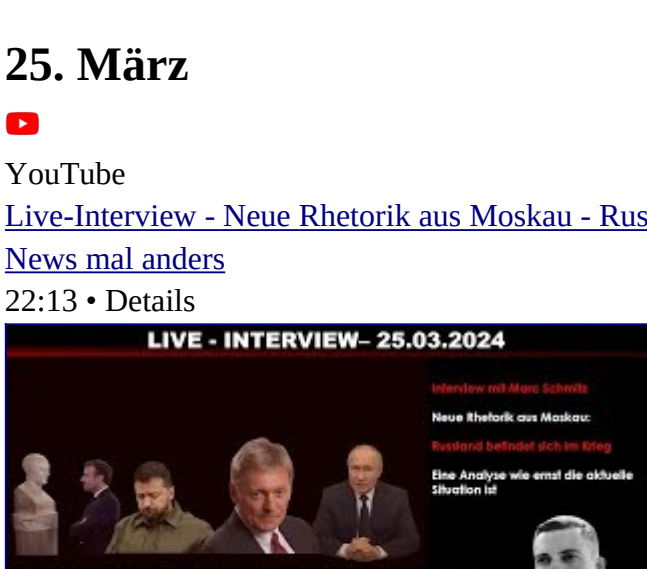 25. März
YouTube
Live-Interview - Neue Rhetorik aus Moskau - Rus
News mal anders
22:13 • Details
LIVE - INTERVIEW– 25.03.2024
Interview mit Marc Schmitz
Neue Rhetorik aus Moskau:
Russland befindet sich im Krieg
Eine Analyse wie ernst die aktuelle
Situation ist